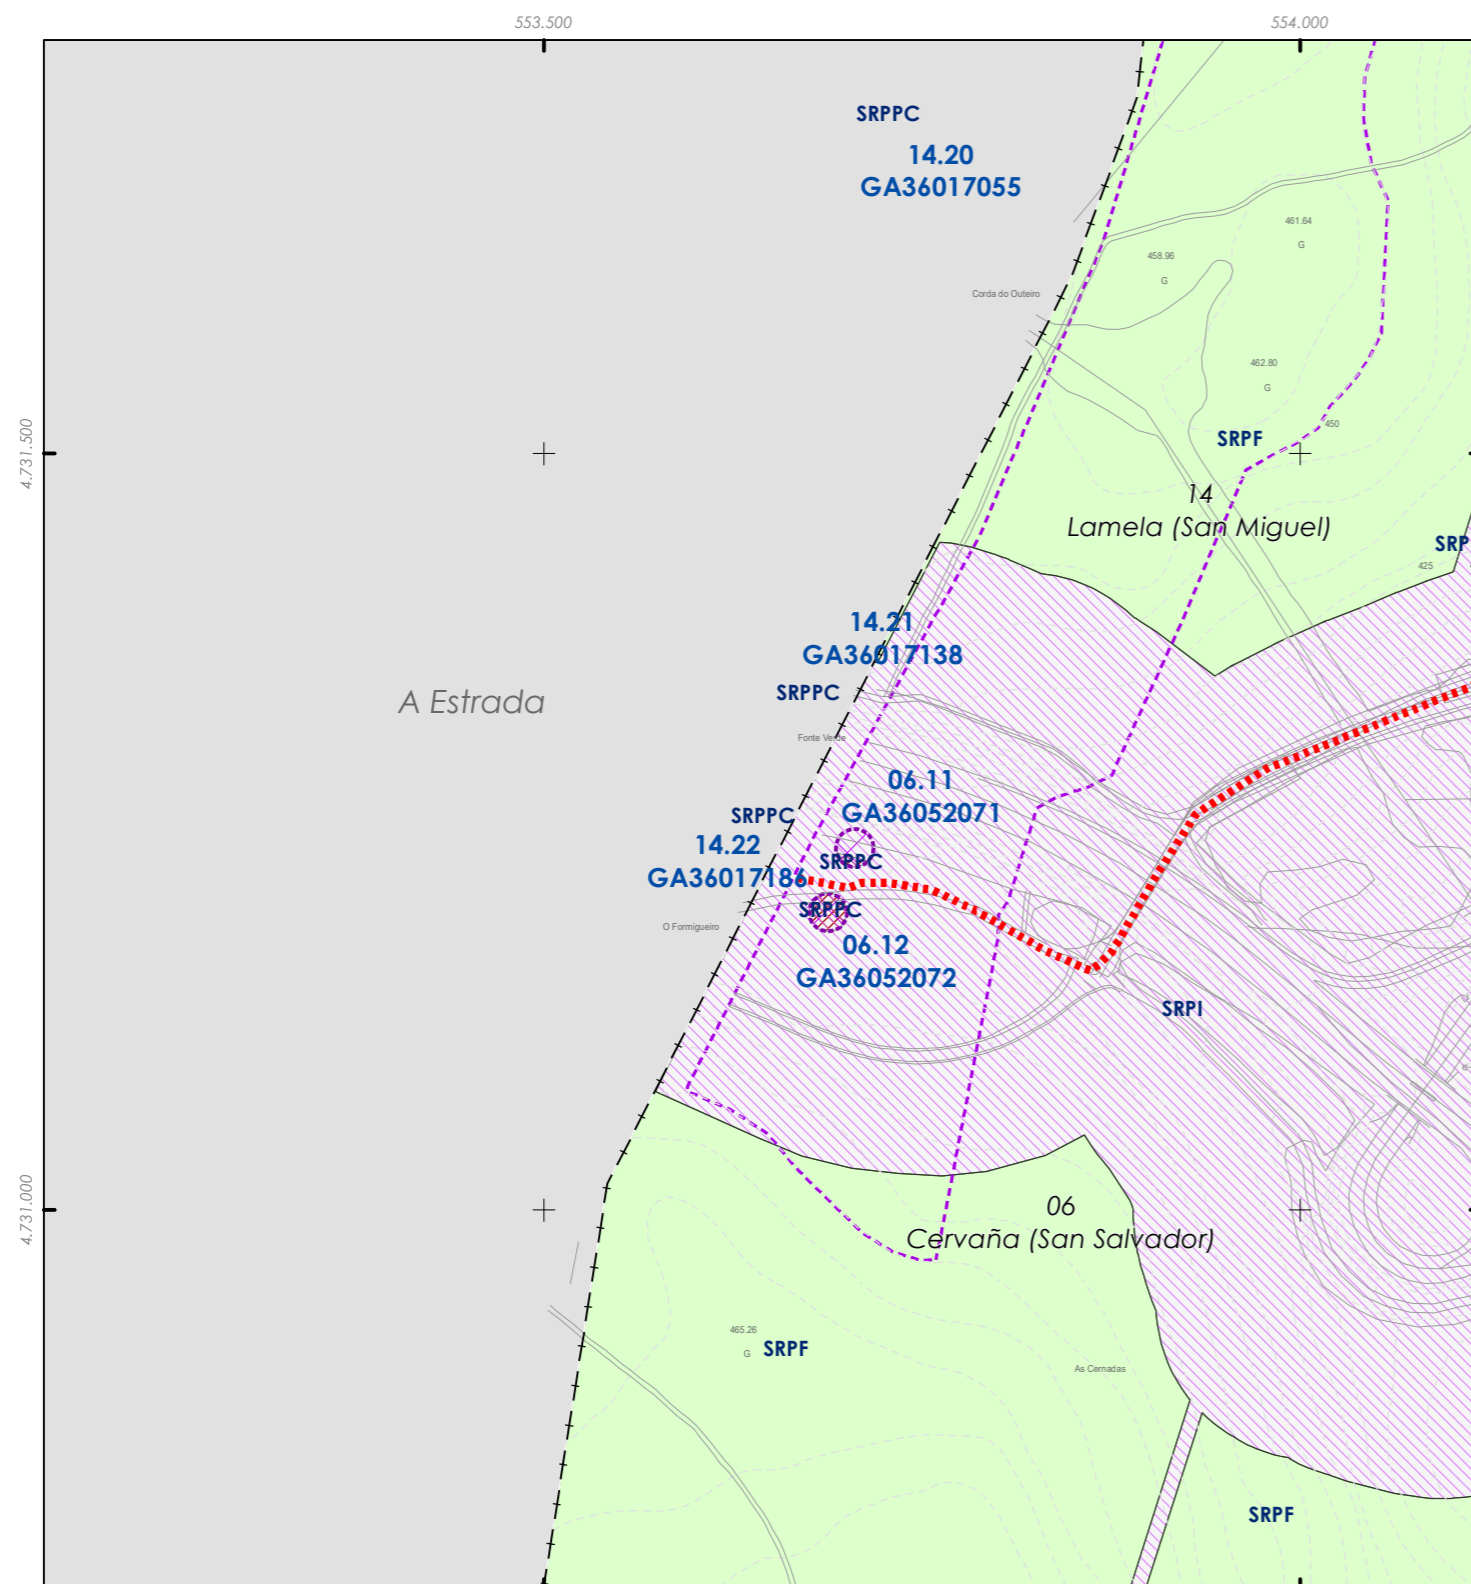 553.500
554.000
SRPPC
14.20
GA36017055
461.64
G
458.96
G
Corda do Outeiro
462.80
G
450
SRPF
4.731.500
14
Lamela (San Miguel)
SRP
425
14.21
GA36017138
SRPPC
A Estrada
Fonte Verde
06.11
GA36052071
SRPPC
14.22
GA36017186
SRPPC
SRPPC
O Formigueiro
06.12
GA36052072
SRPI
4.731.000
06
Cervaña (San Salvador)
465.26
G
SRPF
As Cernadas
SRPF